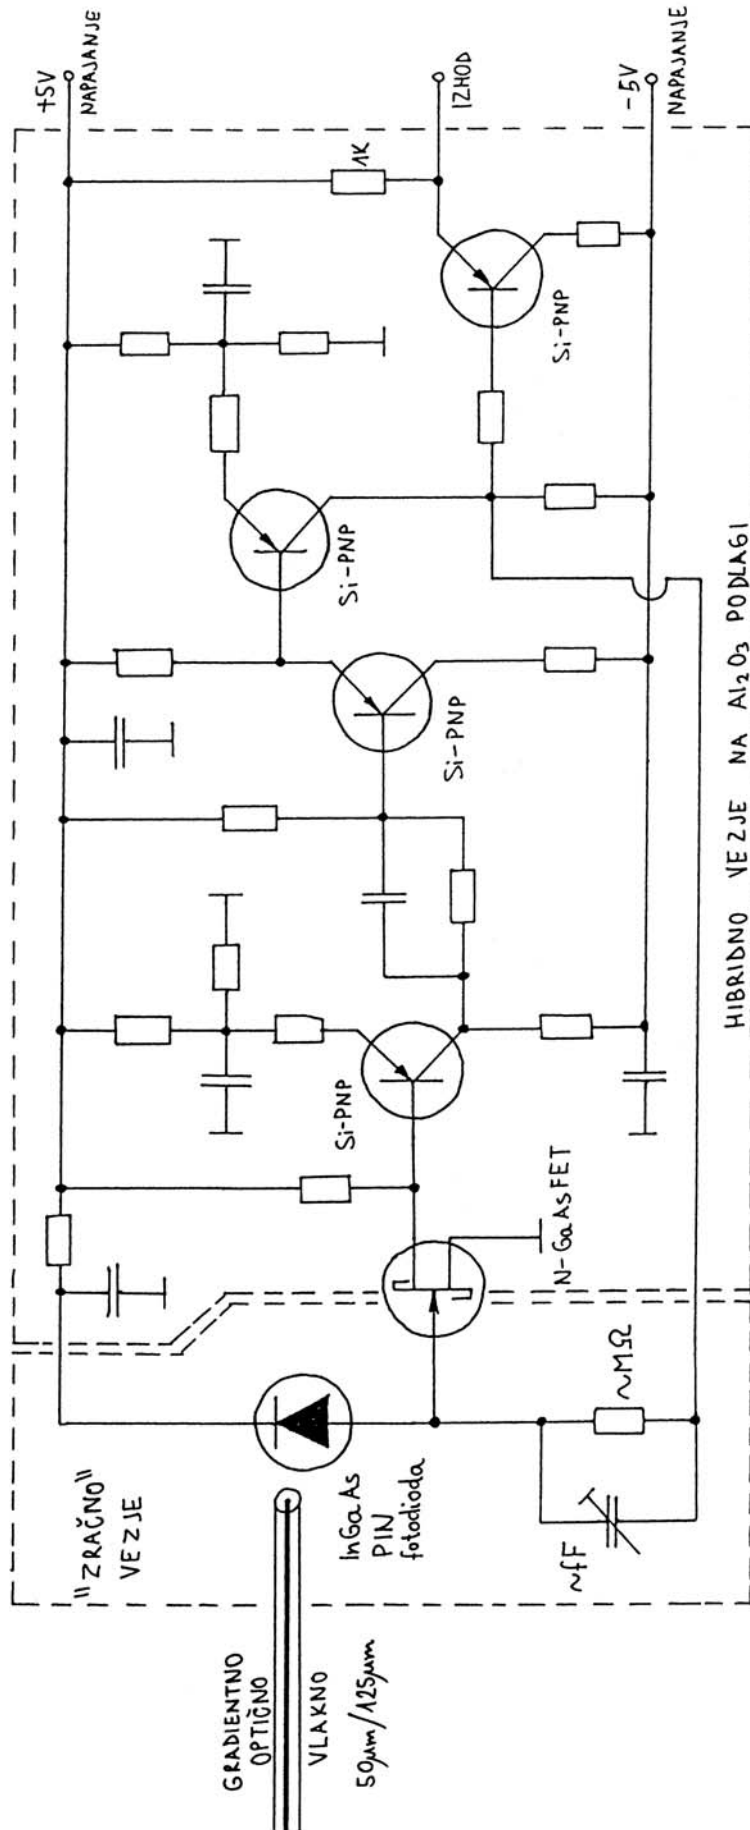 GRADIENTNO
OPTIČNO
VLAKNO
50µm/125µm
"ZRAČNO"
VEZJE
InGaAs
PIN
fotodioda
~fF
~MΩ
N-GaAsFET
Si-PNP
Si-PNP
Si-PNP
Si-PNP
1K
+5V
NAPAJANJE
IZHOD
-5V
NAPAJANJE
HIBRIDNO VEZJE NA Al₂O₃ PODLAGI